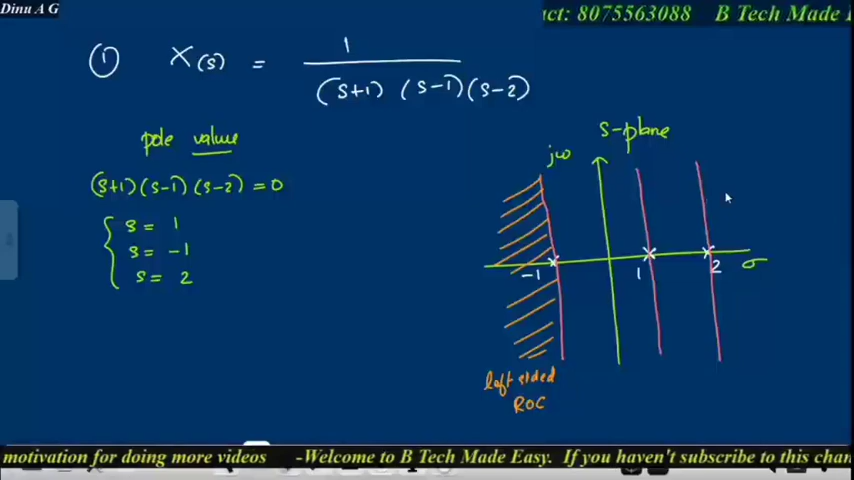 Dinu A G
act: 8075563088 B Tech Made E
① X(s) = 1 / (s+1) (s-1)(s-2)
pole value
(s+1)(s-1)(s-2) = 0
s = 1
s = -1
s = 2
s-plane
jω
-1 1 2 σ
left sided
ROC
motivation for doing more videos -Welcome to B Tech Made Easy. If you haven't subscribe to this chan